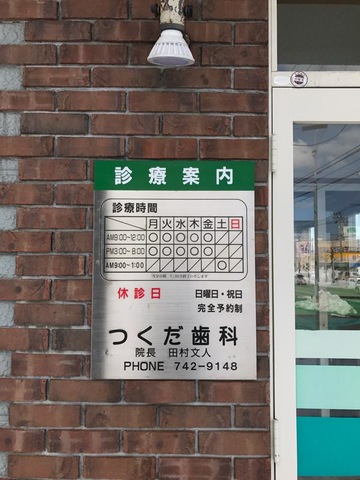 診療案内
診療時間
月火水木金土日
AM9:00~12:00 ○○○○○／／
PM3:00~8:00 ○○○○○／／
AM9:00~1:00 ／／／／／○／
休診日 日曜日・祝日
完全予約制
つくだ歯科
院長 田村文人
PHONE 742-9148